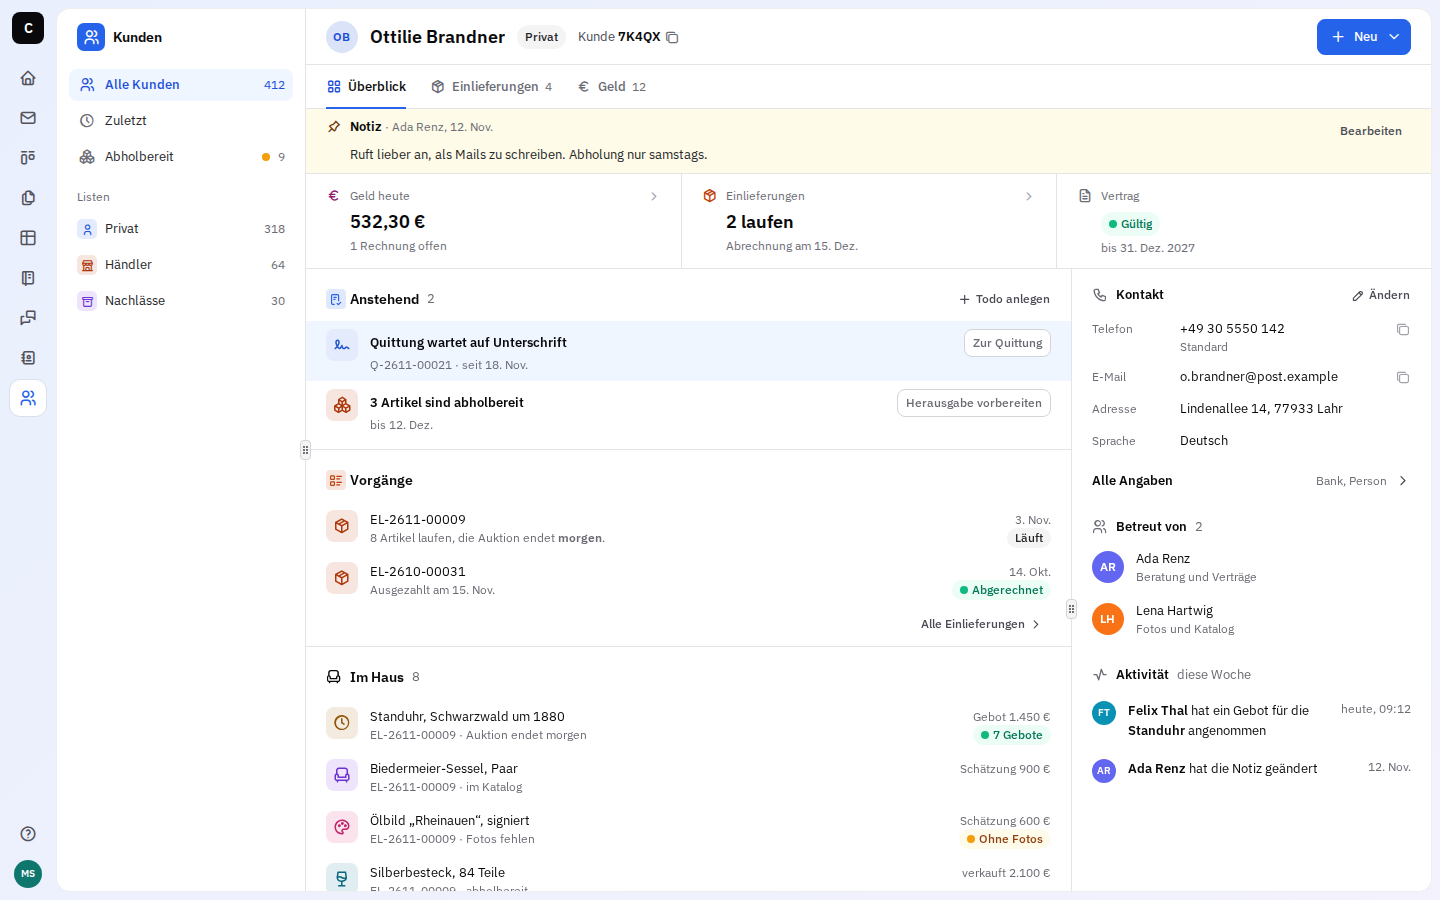 C
Kunden
Alle Kunden 412
Zuletzt
Abholbereit 9
Listen
Privat 318
Händler 64
Nachlässe 30
MS
OB Ottilie Brandner Privat Kunde 7K4QX
Neu
Überblick Einlieferungen 4 € Geld 12
Notiz · Ada Renz, 12. Nov.
Bearbeiten
Ruft lieber an, als Mails zu schreiben. Abholung nur samstags.
€ Geld heute
532,30 €
1 Rechnung offen
Einlieferungen
2 laufen
Abrechnung am 15. Dez.
Vertrag
Gültig
bis 31. Dez. 2027
Anstehend 2
Todo anlegen
Quittung wartet auf Unterschrift
Q-2611-00021 · seit 18. Nov.
Zur Quittung
3 Artikel sind abholbereit
bis 12. Dez.
Herausgabe vorbereiten
Vorgänge
EL-2611-00009 3. Nov.
8 Artikel laufen, die Auktion endet morgen. Läuft
EL-2610-00031 14. Okt.
Ausgezahlt am 15. Nov. Abgerechnet
Alle Einlieferungen
Im Haus 8
Standuhr, Schwarzwald um 1880 Gebot 1.450 €
EL-2611-00009 · Auktion endet morgen 7 Gebote
Biedermeier-Sessel, Paar Schätzung 900 €
EL-2611-00009 · im Katalog
Ölbild „Rheinauen“, signiert Schätzung 600 €
EL-2611-00009 · Fotos fehlen Ohne Fotos
Silberbesteck, 84 Teile verkauft 2.100 €
EL-2611-00009 · abholbereit
Kontakt Ändern
Telefon +49 30 5550 142
Standard
E-Mail o.brandner@post.example
Adresse Lindenallee 14, 77933 Lahr
Sprache Deutsch
Alle Angaben Bank, Person
Betreut von 2
AR Ada Renz
Beratung und Verträge
LH Lena Hartwig
Fotos und Katalog
Aktivität diese Woche
FT Felix Thal hat ein Gebot für die heute, 09:12
Standuhr angenommen
AR Ada Renz hat die Notiz geändert 12. Nov.